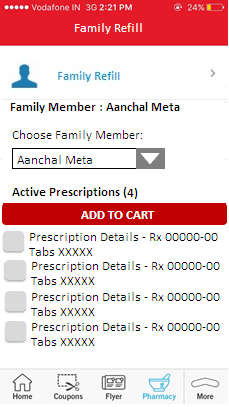 Vodafone IN 3G 2:21 PM 24%
Family Refill
Family Refill
Family Member : Aanchal Meta
Choose Family Member:
Aanchal Meta
Active Prescriptions (4)
ADD TO CART
Prescription Details - Rx 00000-00
Tabs XXXXX
Prescription Details - Rx 00000-00
Tabs XXXXX
Prescription Details - Rx 00000-00
Tabs XXXXX
Prescription Details - Rx 00000-00
Tabs XXXXX
Home Coupons Flyer Pharmacy More